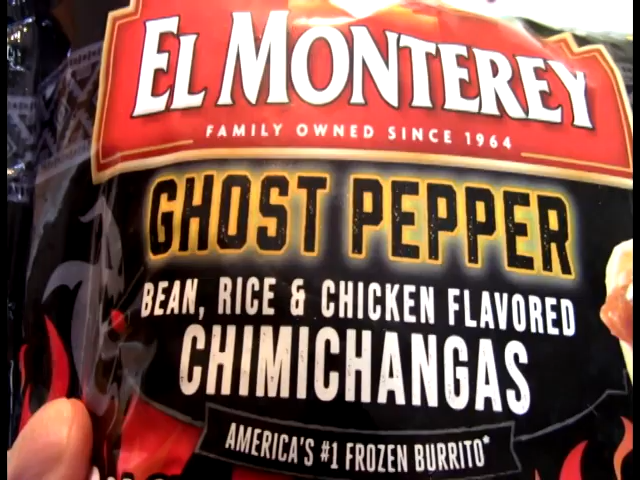 EL MONTEREY
FAMILY OWNED SINCE 1964
GHOST PEPPER
BEAN, RICE & CHICKEN FLAVORED
CHIMICHANGAS
AMERICA'S #1 FROZEN BURRITO*